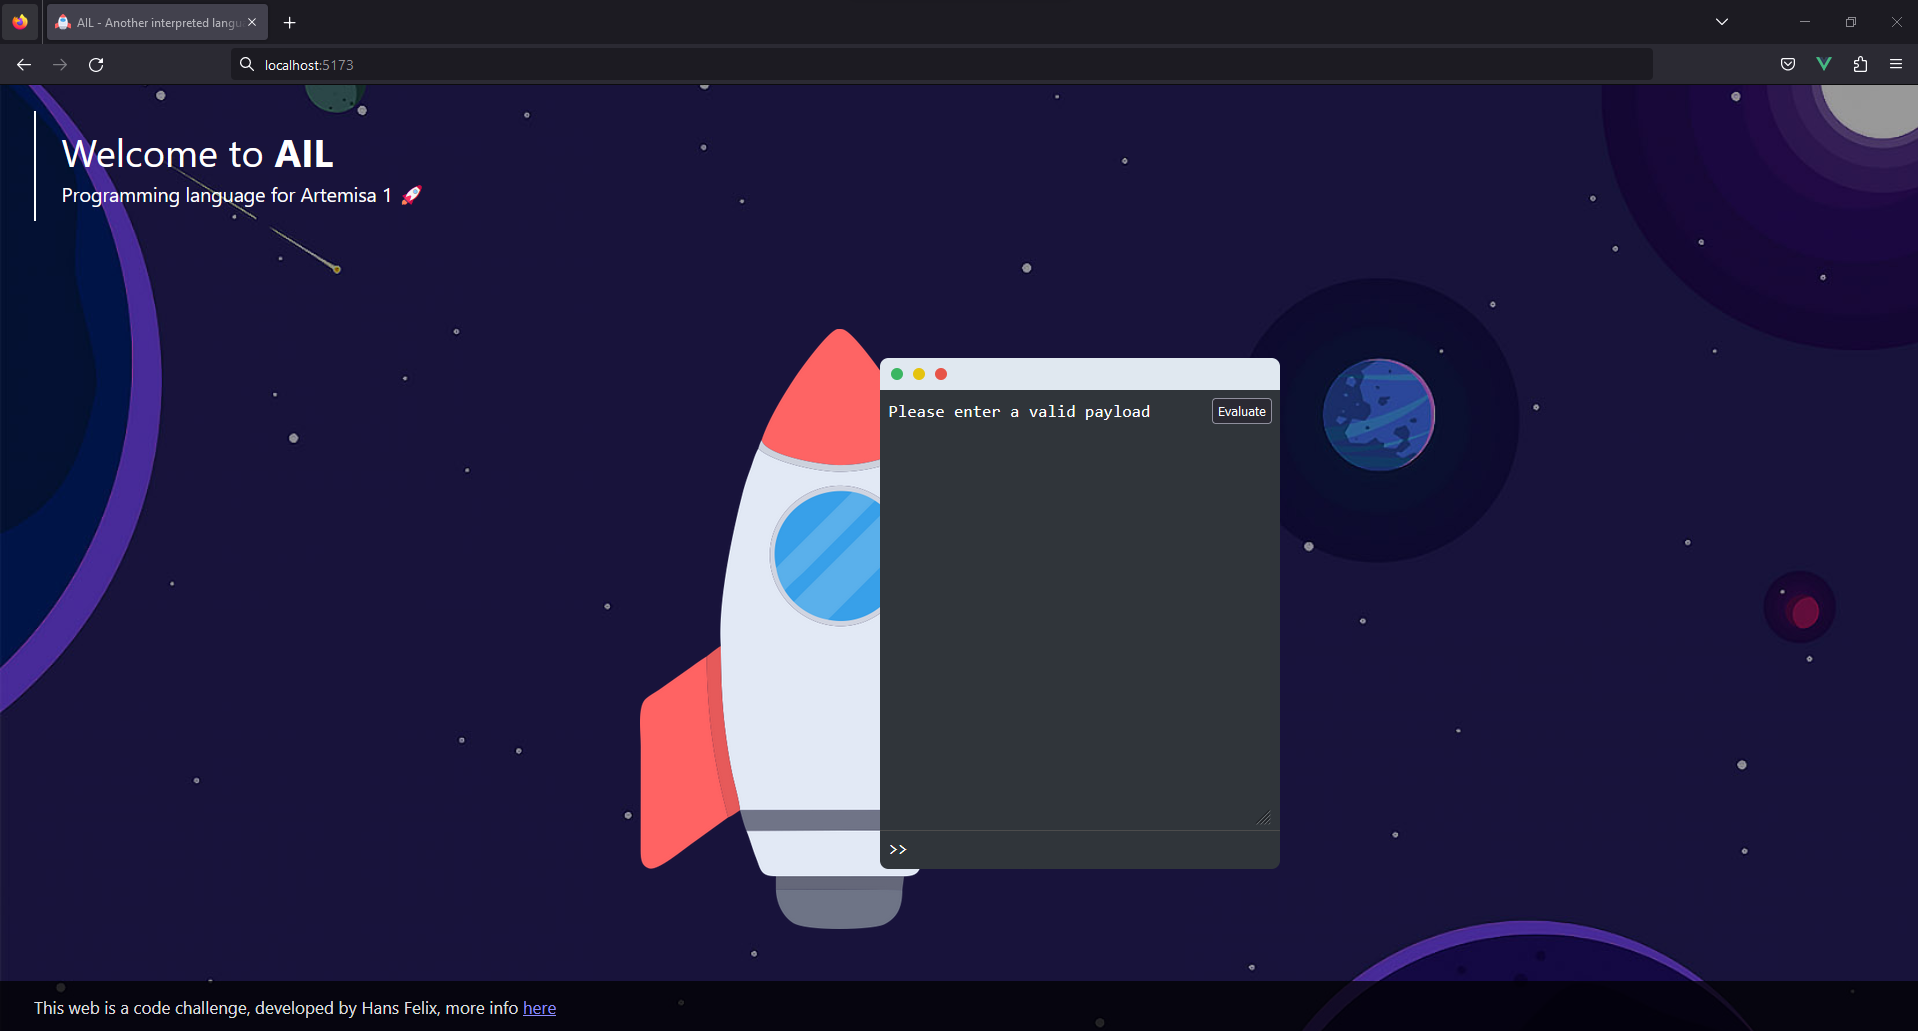 AIL - Another interpreted langu
localhost:5173
Welcome to AIL
Programming language for Artemisa 1 🚀
Please enter a valid payload
Evaluate
>>
This web is a code challenge, developed by Hans Felix, more info here